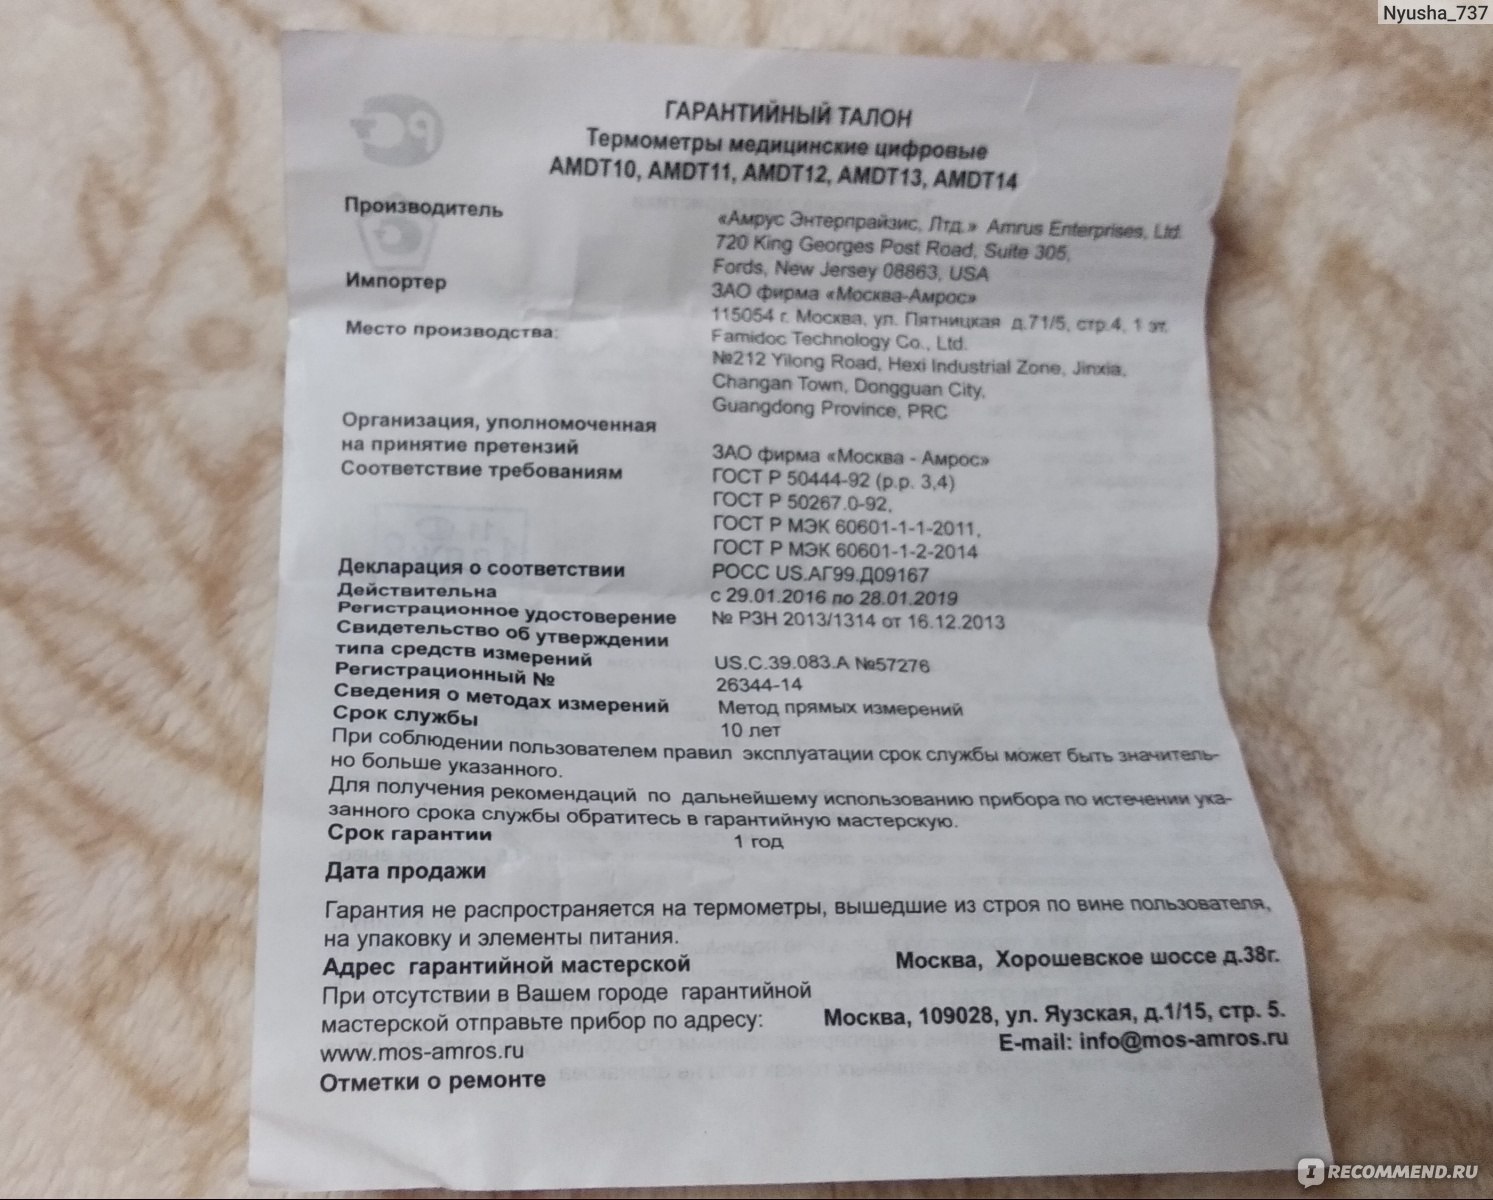 Nyusha_737
ГАРАНТИЙНЫЙ ТАЛОН
Термометры медицинские цифровые
AMDT10, AMDT11, AMDT12, AMDT13, AMDT14
Производитель
«Амрус Энтерпрайзис, Лтд.» Amrus Enterprises, Ltd.
720 King Georges Post Road, Suite 305,
Fords, New Jersey 08863, USA
Импортер
ЗАО фирма «Москва-Амрос»
115054 г. Москва, ул. Пятницкая д.71/5, стр.4, 1 эт.
Место производства:
Famidoc Technology Co., Ltd.
№212 Yilong Road, Hexi Industrial Zone, Jinxia,
Changan Town, Dongguan City,
Guangdong Province, PRC
Организация, уполномоченная
на принятие претензий
ЗАО фирма «Москва - Амрос»
Соответствие требованиям
ГОСТ Р 50444-92 (р.р. 3,4)
ГОСТ Р 50267.0-92,
ГОСТ Р МЭК 60601-1-1-2011,
ГОСТ Р МЭК 60601-1-2-2014
Декларация о соответствии РОСС US.АГ99.Д09167
Действительна с 29.01.2016 по 28.01.2019
Регистрационное удостоверение № РЗН 2013/1314 от 16.12.2013
Свидетельство об утверждении
типа средств измерений US.C.39.083.A №57276
Регистрационный № 26344-14
Сведения о методах измерений Метод прямых измерений
Срок службы 10 лет
При соблюдении пользователем правил эксплуатации срок службы может быть значитель-
но больше указанного.
Для получения рекомендаций по дальнейшему использованию прибора по истечении ука-
занного срока службы обратитесь в гарантийную мастерскую.
Срок гарантии 1 год
Дата продажи
Гарантия не распространяется на термометры, вышедшие из строя по вине пользователя,
на упаковку и элементы питания.
Адрес гарантийной мастерской Москва, Хорошевское шоссе д.38г.
При отсутствии в Вашем городе гарантийной
мастерской отправьте прибор по адресу: Москва, 109028, ул. Яузская, д.1/15, стр. 5.
www.mos-amros.ru E-mail: info@mos-amros.ru
Отметки о ремонте
IRECOMMEND.RU